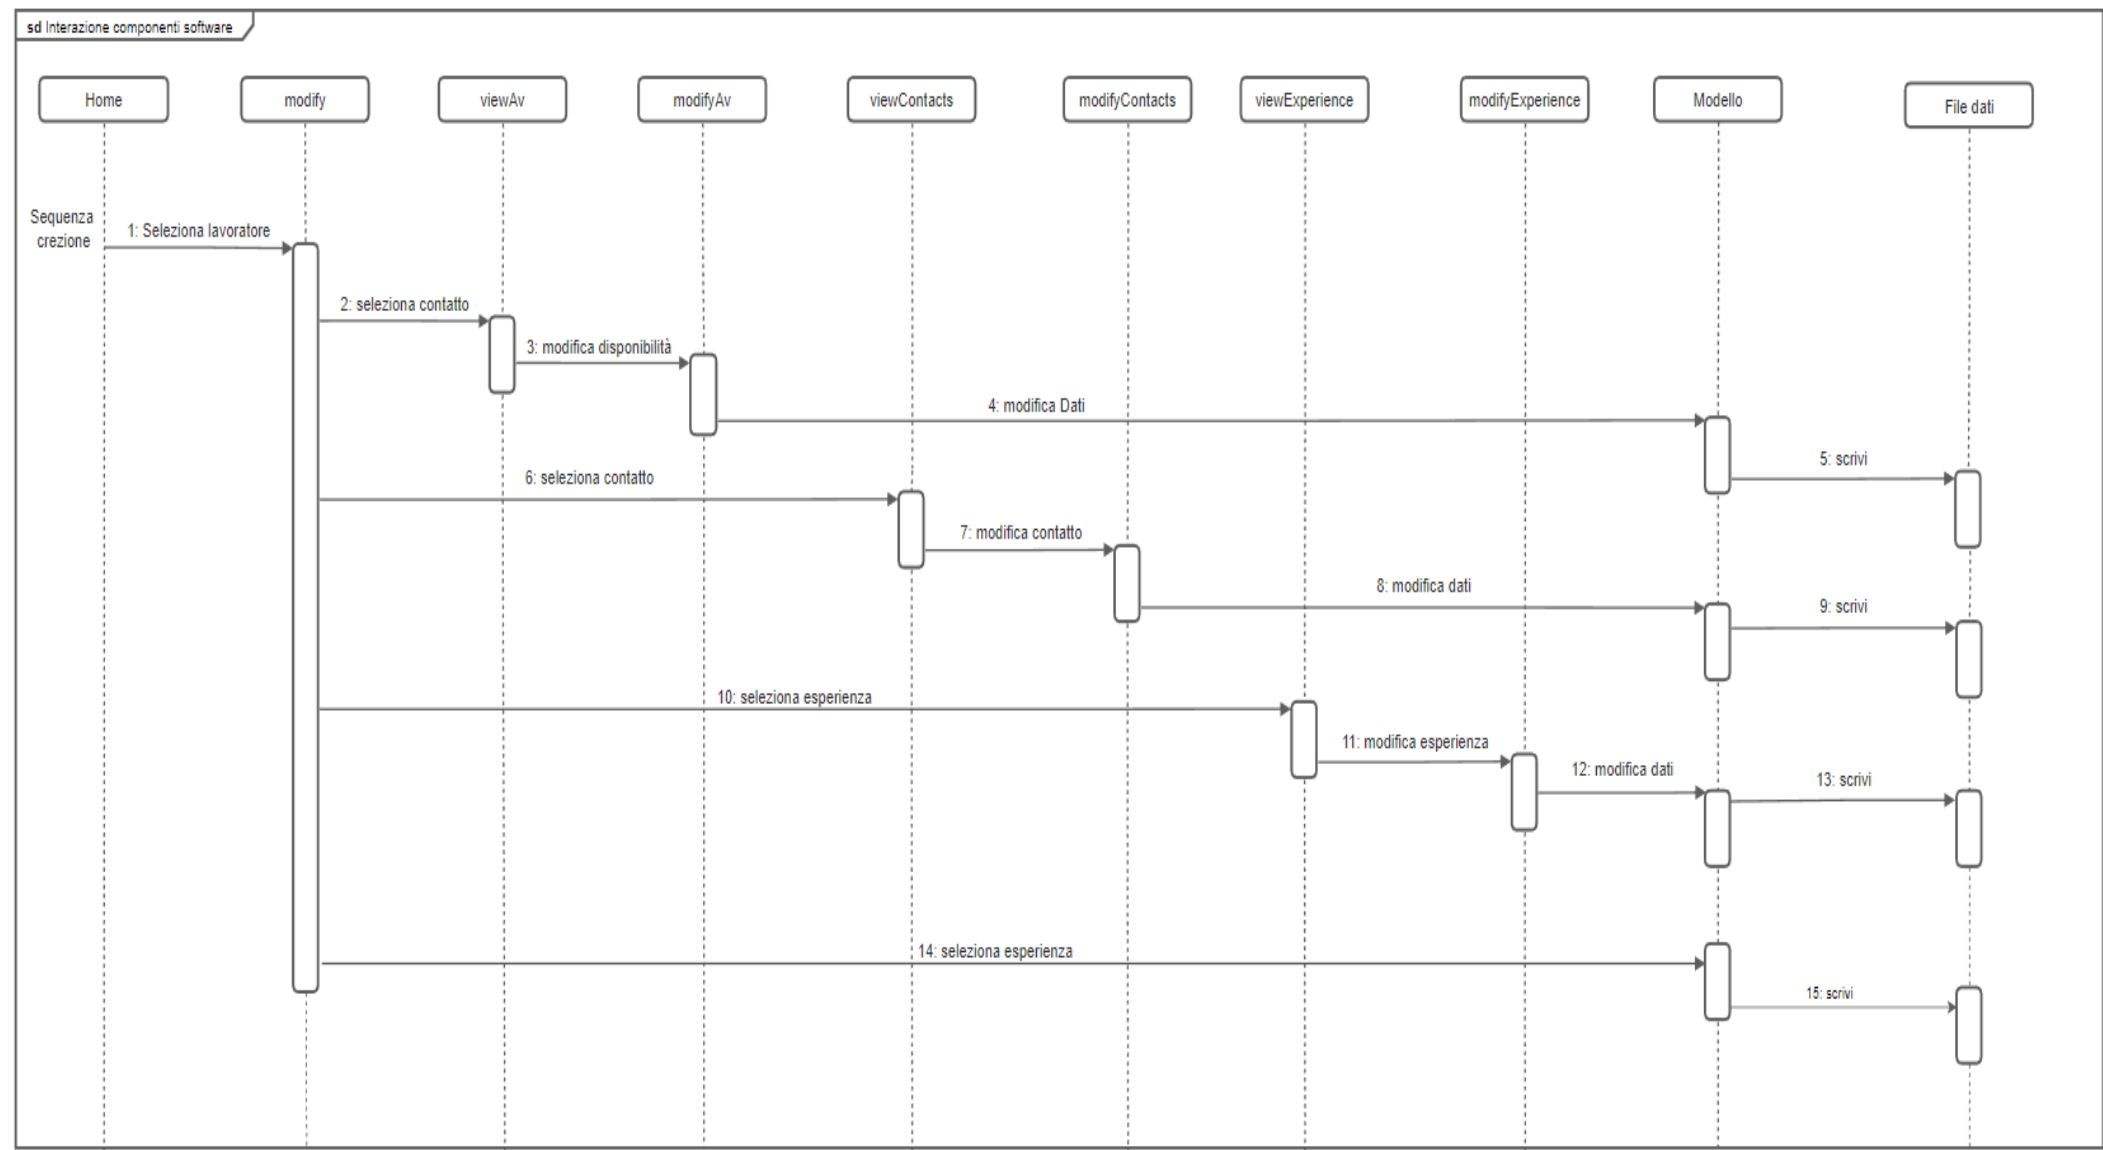 sd Interazione componenti software
Home
modify
viewAv
modifyAv
viewContacts
modifyContacts
viewExperience
modifyExperience
Modello
File dati
Sequenza
crezione
1: Seleziona lavoratore
2: seleziona contatto
3: modifica disponibilità
4: modifica Dati
5: scrivi
6: seleziona contatto
7: modifica contatto
8: modifica dati
9: scrivi
10: seleziona esperienza
11: modifica esperienza
12: modifica dati
13: scrivi
14: seleziona esperienza
15: scrivi